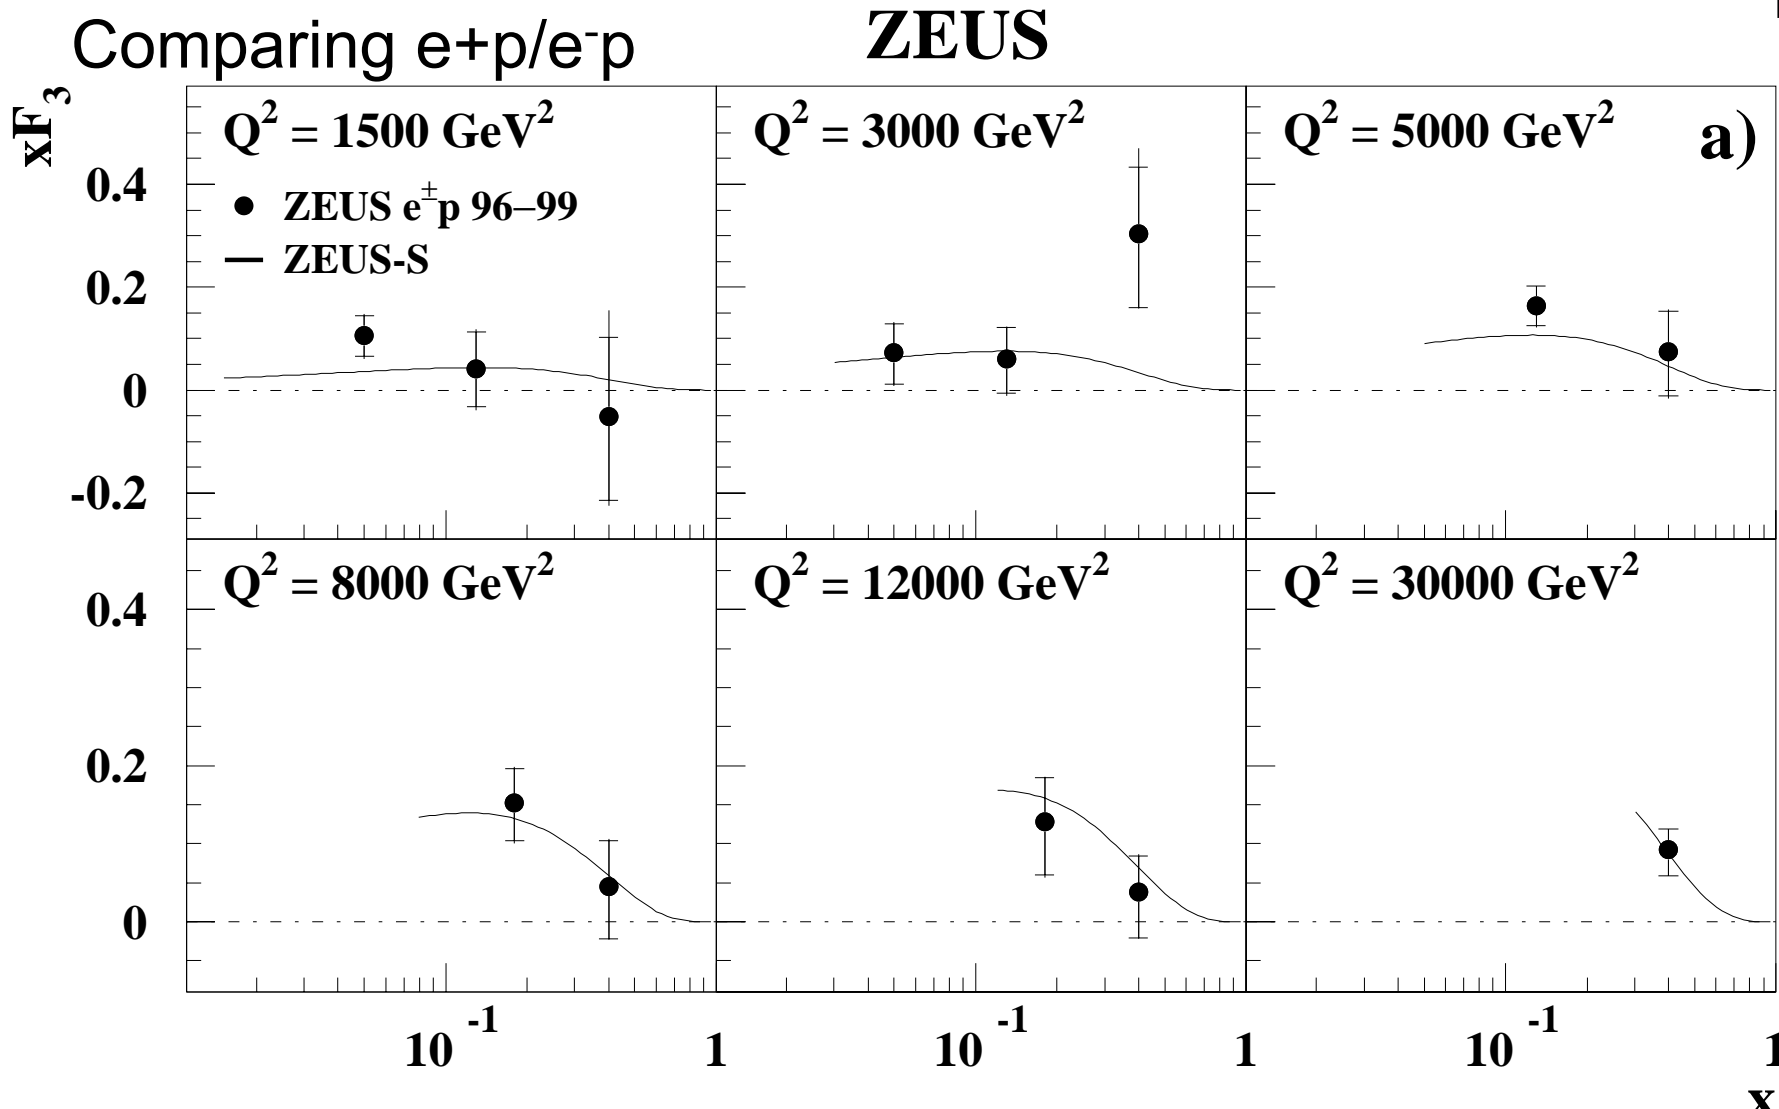 Comparing e+p/e⁻p ZEUS
xF₃
Q² = 1500 GeV² Q² = 3000 GeV² Q² = 5000 GeV² a)
ZEUS e±p 96–99
ZEUS-S
0.4
0.2
0
-0.2
Q² = 8000 GeV² Q² = 12000 GeV² Q² = 30000 GeV²
0.4
0.2
0
10⁻¹ 1 10⁻¹ 1 10⁻¹ 1
x